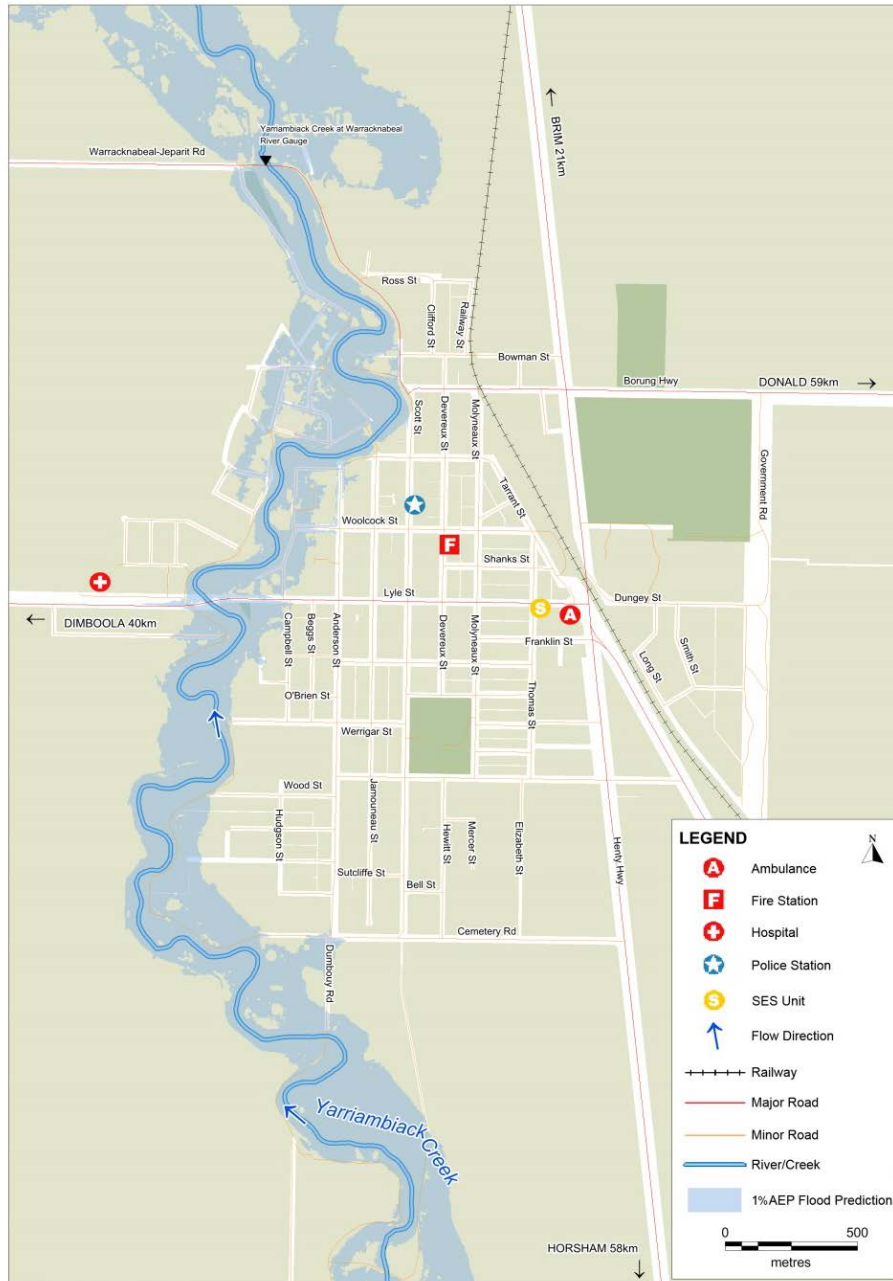 Yarriambiack Creek at Warracknabeal
River Gauge
Warracknabeal-Jeparit Rd
BRIM 21km
Ross St
Clifford St
Railway St
Bowman St
Borung Hwy
DONALD 59km
Scott St
Devereux St
Molyneaux St
Tarrant St
Government Rd
Woolcock St
F
Shanks St
Lyle St
S
A
Dungey St
DIMBOOLA 40km
Campbell St
Beggs St
Anderson St
Devereux St
Molyneaux St
Franklin St
Long St
Smith St
O'Brien St
Thomas St
Werrigar St
Wood St
Hudgson St
Jamouneau St
Hewitt St
Mercer St
Elizabeth St
Henty Hwy
Sutcliffe St
Bell St
Cemetery Rd
Dumbouy Rd
Yarriambiack Creek
HORSHAM 58km
LEGEND
N
A Ambulance
F Fire Station
Hospital
Police Station
S SES Unit
Flow Direction
Railway
Major Road
Minor Road
River/Creek
1%AEP Flood Prediction
0 500
metres